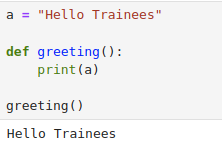 a = "Hello Trainees"
def greeting():
    print(a)
greeting()
Hello Trainees